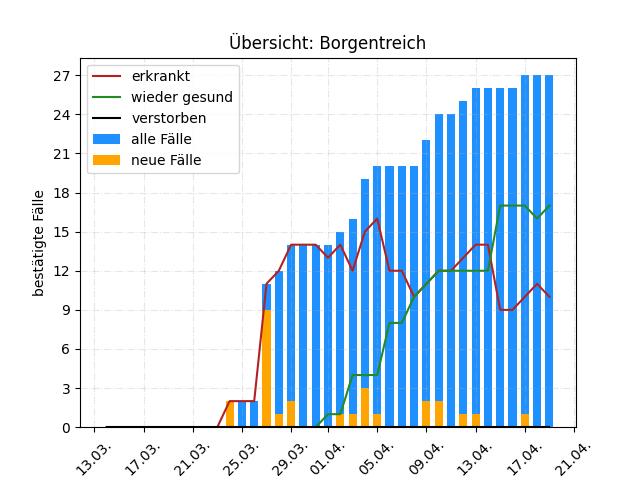 Übersicht: Borgentreich
erkrankt
wieder gesund
verstorben
alle Fälle
neue Fälle
bestätigte Fälle
27
24
21
18
15
12
9
6
3
0
13.03. 17.03. 21.03. 25.03. 29.03. 01.04. 05.04. 09.04. 13.04. 17.04. 21.04.